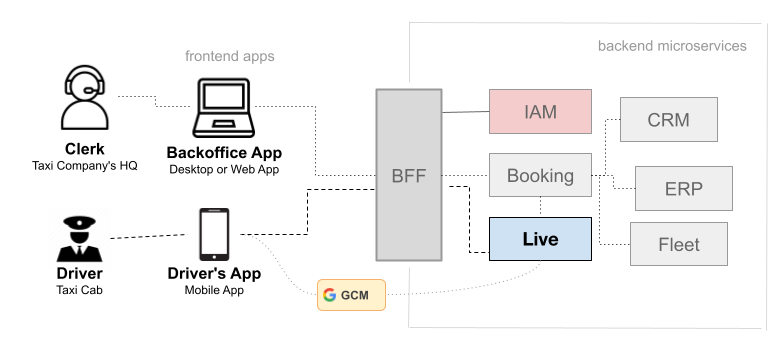 frontend apps
backend microservices
Clerk
Taxi Company's HQ
Backoffice App
Desktop or Web App
BFF
IAM
CRM
Booking
ERP
Live
Fleet
Driver
Taxi Cab
Driver's App
Mobile App
GCM